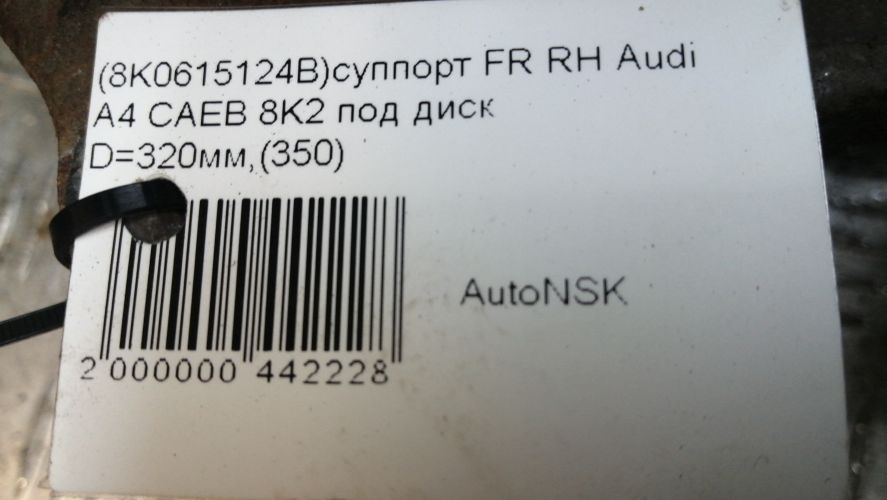 (8K0615124B)суппорт FR RH Audi
A4 CAEB 8K2 под диск
D=320мм,(350)
AutoNSK
2 000000 442228